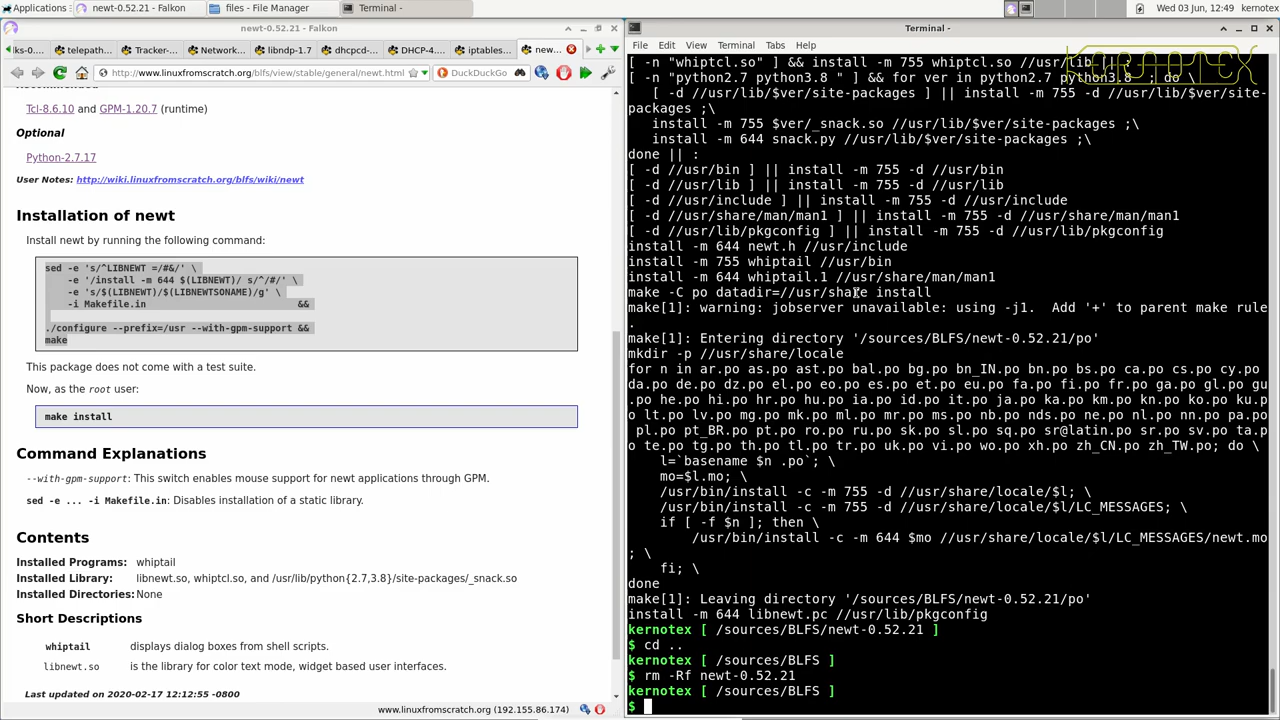 Applications
newt-0.52.21 - Falkon
files - File Manager
Terminal -
Wed 03 Jun, 12:49
kernotex
newt-0.52.21 - Falkon
lks-0....
telepath...
Tracker-...
Network...
libndp-1.7
dhcpcd-...
DHCP-4....
iptables...
new...
http://www.linuxfromscratch.org/blfs/view/stable/general/newt.html
DuckDuckGo
Tcl-8.6.10 and GPM-1.20.7 (runtime)
Optional
Python-2.7.17
User Notes: http://wiki.linuxfromscratch.org/blfs/wiki/newt
Installation of newt
Install newt by running the following command:
sed -e 's/^LIBNEWT =/#&/' \
-e '/install -m 644 $(LIBNEWT)/ s/^/#/' \
-e 's/$(LIBNEWT)/$(LIBNEWTSONAME)/g' \
-i Makefile.in &&
./configure --prefix=/usr --with-gpm-support &&
make
This package does not come with a test suite.
Now, as the root user:
make install
Command Explanations
--with-gpm-support: This switch enables mouse support for newt applications through GPM.
sed -e ... -i Makefile.in: Disables installation of a static library.
Contents
Installed Programs: whiptail
Installed Library: libnewt.so, whiptcl.so, and /usr/lib/python{2.7,3.8}/site-packages/_snack.so
Installed Directories: None
Short Descriptions
whiptail displays dialog boxes from shell scripts.
libnewt.so is the library for color text mode, widget based user interfaces.
Last updated on 2020-02-17 12:12:55 -0800
www.linuxfromscratch.org (192.155.86.174)
Terminal -
File Edit View Terminal Tabs Help
KERNOTEX
[ -n "whiptcl.so" ] && install -m 755 whiptcl.so //usr/lib || :
[ -n "python2.7 python3.8 " ] && for ver in python2.7 python3.8 ; do
[ -d //usr/lib/$ver/site-packages ] || install -m 755 -d //usr/lib/$ver/site-
packages ;\
install -m 755 $ver/_snack.so //usr/lib/$ver/site-packages ;\
install -m 644 snack.py //usr/lib/$ver/site-packages ;\
done || :
[ -d //usr/bin ] || install -m 755 -d //usr/bin
[ -d //usr/lib ] || install -m 755 -d //usr/lib
[ -d //usr/include ] || install -m 755 -d //usr/include
[ -d //usr/share/man/man1 ] || install -m 755 -d //usr/share/man/man1
[ -d //usr/lib/pkgconfig ] || install -m 755 -d //usr/lib/pkgconfig
install -m 644 newt.h //usr/include
install -m 755 whiptail //usr/bin
install -m 644 whiptail.1 //usr/share/man/man1
make -C po datadir=//usr/share install
make[1]: warning: jobserver unavailable: using -j1.  Add '+' to parent make rule
.
make[1]: Entering directory '/sources/BLFS/newt-0.52.21/po'
mkdir -p //usr/share/locale
for n in ar.po as.po ast.po bal.po bg.po bn_IN.po bn.po bs.po ca.po cs.po cy.po
da.po de.po dz.po el.po eo.po es.po et.po eu.po fa.po fi.po fr.po ga.po gl.po gu
.po he.po hi.po hr.po hu.po ia.po id.po it.po ja.po ka.po km.po kn.po ko.po ku.p
o lt.po lv.po mg.po mk.po ml.po mr.po ms.po nb.po nds.po ne.po nl.po nn.po pa.po
pl.po pt_BR.po pt.po ro.po ru.po sk.po sl.po sq.po sr@latin.po sr.po sv.po ta.p
o te.po tg.po th.po tl.po tr.po uk.po vi.po wo.po xh.po zh_CN.po zh_TW.po; do \
l=`basename $n .po`; \
mo=$l.mo; \
/usr/bin/install -c -m 755 -d //usr/share/locale/$l; \
/usr/bin/install -c -m 755 -d //usr/share/locale/$l/LC_MESSAGES; \
if [ -f $n ]; then \
/usr/bin/install -c -m 644 $mo //usr/share/locale/$l/LC_MESSAGES/newt.mo
; \
fi; \
done
make[1]: Leaving directory '/sources/BLFS/newt-0.52.21/po'
install -m 644 libnewt.pc //usr/lib/pkgconfig
kernotex [ /sources/BLFS/newt-0.52.21 ]
$ cd ..
kernotex [ /sources/BLFS ]
$ rm -Rf newt-0.52.21
kernotex [ /sources/BLFS ]
$